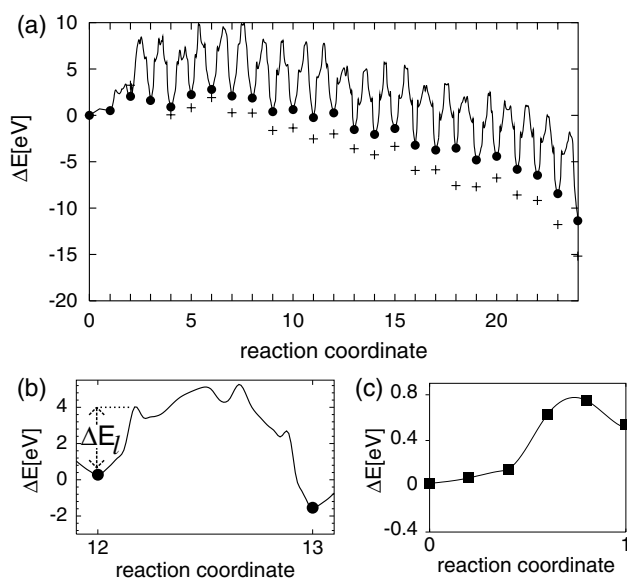 (a)
10
5
0
-5
-10
-15
-20
ΔE[eV]
0 5 10 15 20
reaction coordinate
(b)
4
2
0
-2
ΔE[eV]
ΔE_l
12 13
reaction coordinate
(c)
0.8
0.4
0
-0.4
ΔE[eV]
0 1
reaction coordinate